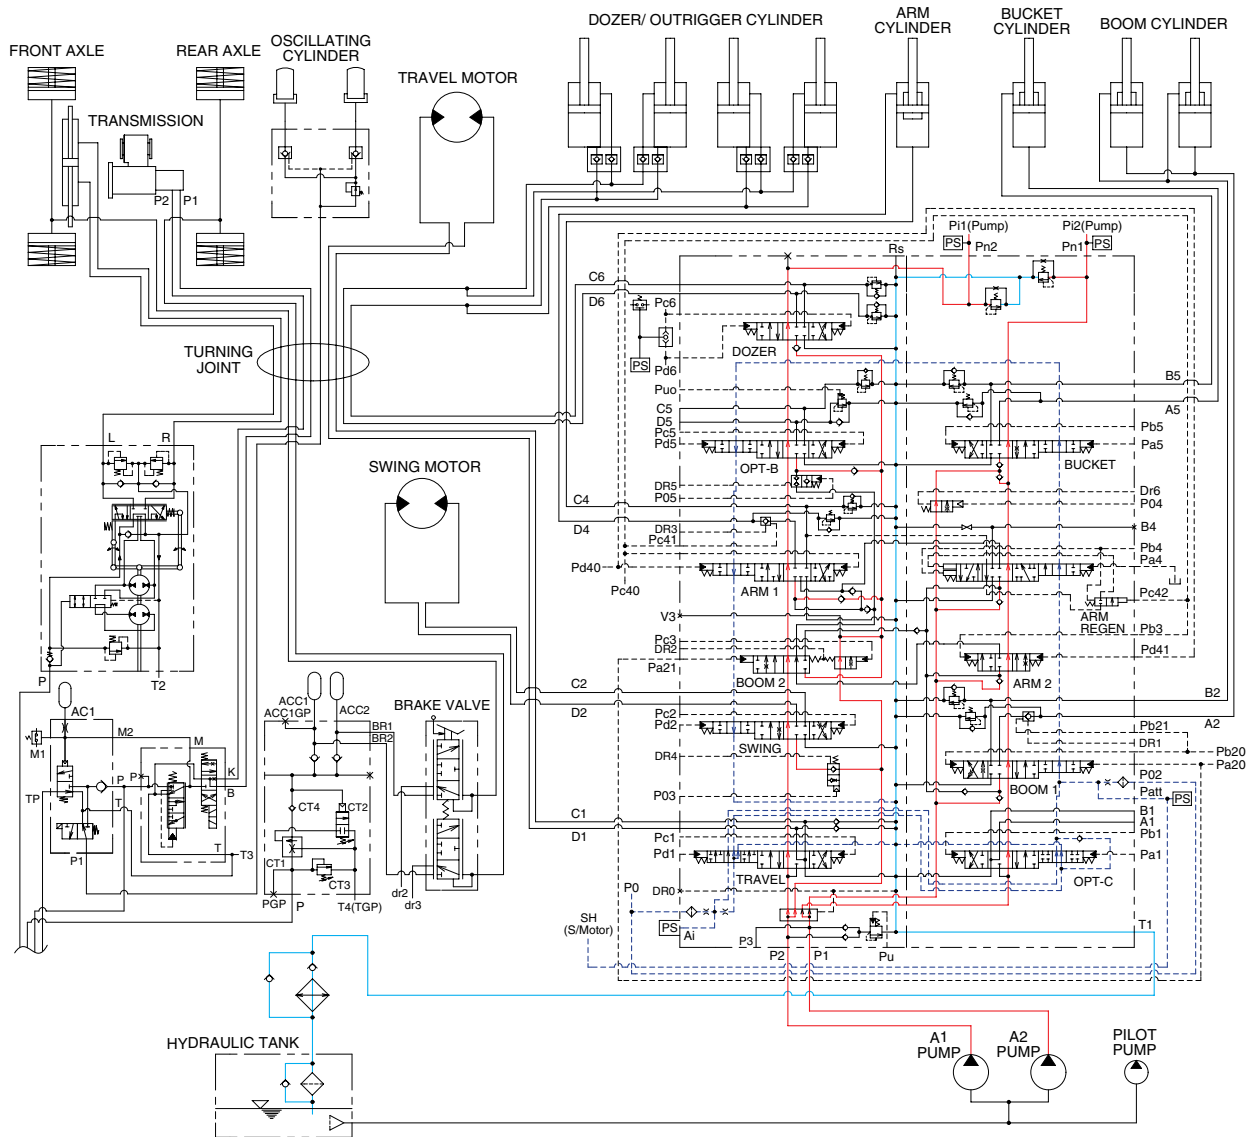 DOZER/ OUTRIGGER CYLINDER
ARM
CYLINDER
BUCKET
CYLINDER
BOOM CYLINDER
FRONT AXLE
REAR AXLE
OSCILLATING
CYLINDER
TRAVEL MOTOR
TRANSMISSION
P2 P1
TURNING
JOINT
Pi1(Pump)
Pi2(Pump)
PS
Pn2
Pn1
PS
Rs
C6
D6
Pc6
PS
Pd6
DOZER
Puo
C5
D5
Pc5
Pd5
OPT-B
B5
A5
Pb5
Pa5
BUCKET
L
R
SWING MOTOR
DR5
P05
C4
D4
DR3
Pc41
Pd40
Pc40
ARM 1
Dr6
P04
B4
Pb4
Pa4
Pc42
ARM
REGEN
V3
Pc3
DR2
Pa21
BOOM 2
Pb3
Pd41
ARM 2
P
T2
C2
D2
Pc2
Pd2
SWING
B2
A2
Pb21
DR1
Pb20
Pa20
BOOM 1
P02
Patt
PS
AC1
M2
M1
M
K
B
P
P
T
TP
T
T3
P1
ACC1
ACC1GP
ACC2
BRAKE VALVE
BR1
BR2
CT4
CT2
CT1
CT3
PGP
P
T4(TGP)
dr2
dr3
DR4
P03
C1
D1
Pc1
Pd1
TRAVEL
B1
A1
Pb1
Pa1
OPT-C
P0
DR0
SH
(S/Motor)
PS
Ai
P3
P2
P1
Pu
T1
HYDRAULIC TANK
A1
PUMP
A2
PUMP
PILOT
PUMP